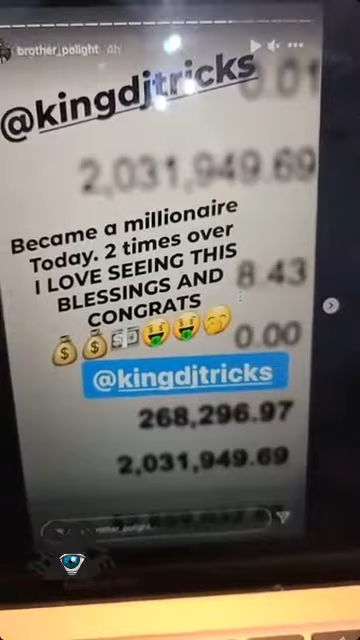 brother_polight 4h
@kingdjtricks
0.01
2,031,949.69
Became a millionaire
Today. 2 times over
I LOVE SEEING THIS
BLESSINGS AND
CONGRATS
💰💰💵🤑🤑🤭
8.43
0.00
@kingdjtricks
268,296.97
2,031,949.69